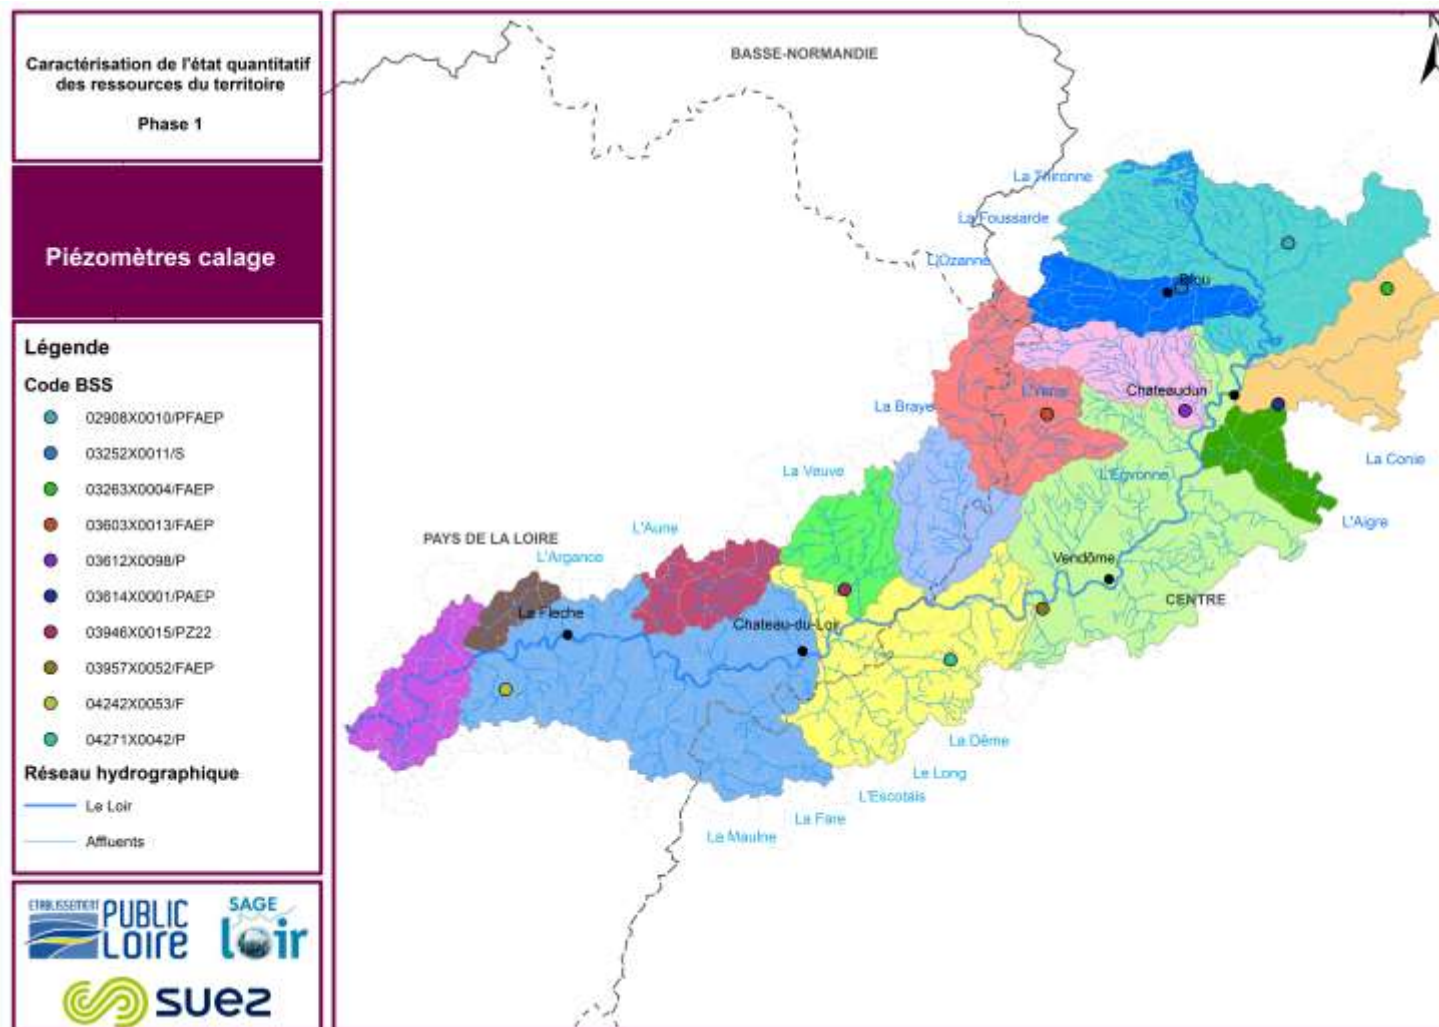 Caractérisation de l'état quantitatif
des ressources du territoire
Phase 1
Piézomètres calage
Légende
Code BSS
02908X0010/PFAEP
03252X0011/S
03263X0004/FAEP
03603X0013/FAEP
03612X0098/P
03614X0001/PAEP
03946X0015/PZ22
03957X0052/FAEP
04242X0053/F
04271X0042/P
Réseau hydrographique
Le Loir
Affluents
ETABLISSEMENT
PUBLIC
LOIRE
SAGE
loir
suez
N
BASSE-NORMANDIE
La Thironne
La Foussarde
L'Ozanne
Chateaudun
La Braye
La Conie
La Veuve
L'Egvonne
L'Aigre
L'Aune
PAYS DE LA LOIRE
L'Argance
Vendôme
CENTRE
La Fleche
Chateau-du-Loir
La Dême
Le Long
L'Escotais
La Fare
La Maulne